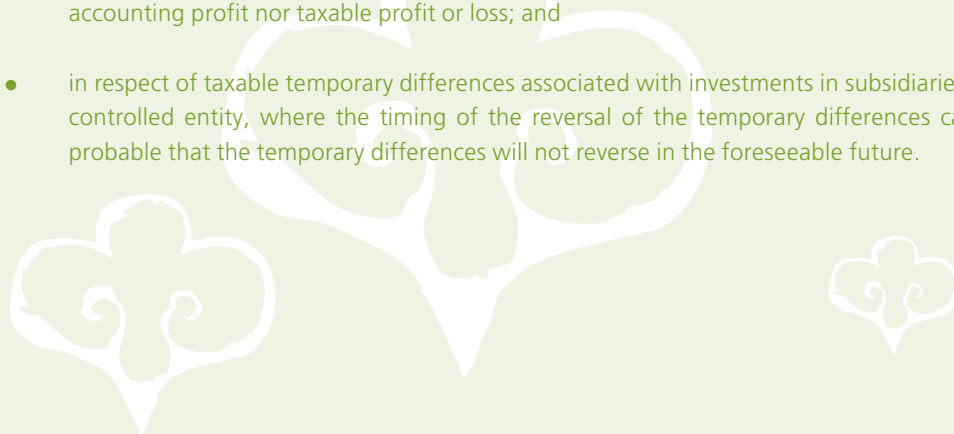 accounting profit nor taxable profit or loss; and
● in respect of taxable temporary differences associated with investments in subsidiarie
controlled entity, where the timing of the reversal of the temporary differences ca
probable that the temporary differences will not reverse in the foreseeable future.